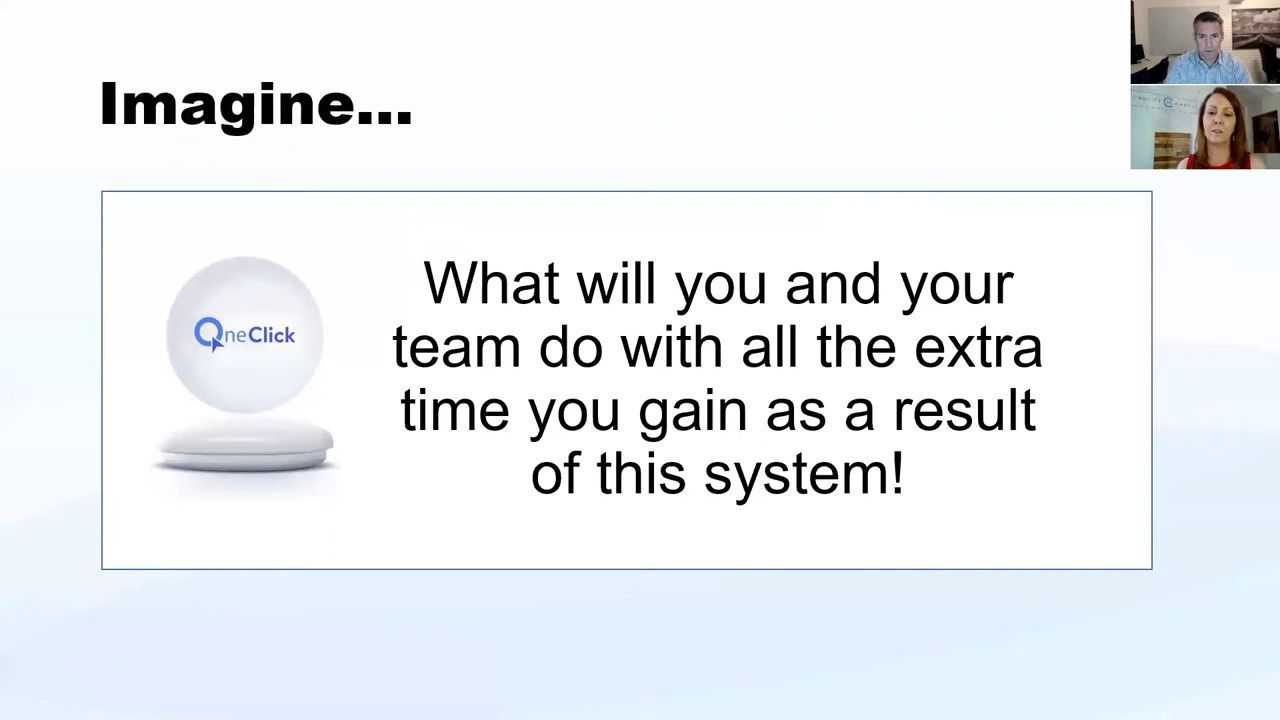 Imagine...
OneClick
What will you and your
team do with all the extra
time you gain as a result
of this system!